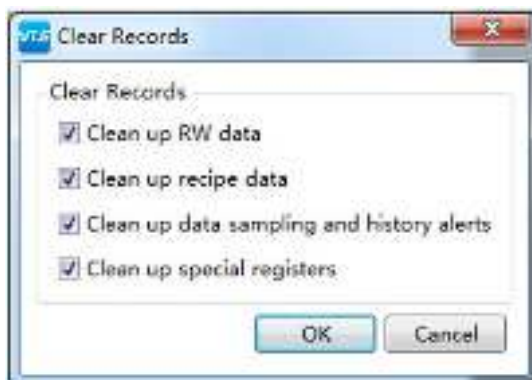 Clear Records
Clear Records
Clean up RW data
Clean up recipe data
Clean up data sampling and history alerts
Clean up special registers
OK Cancel